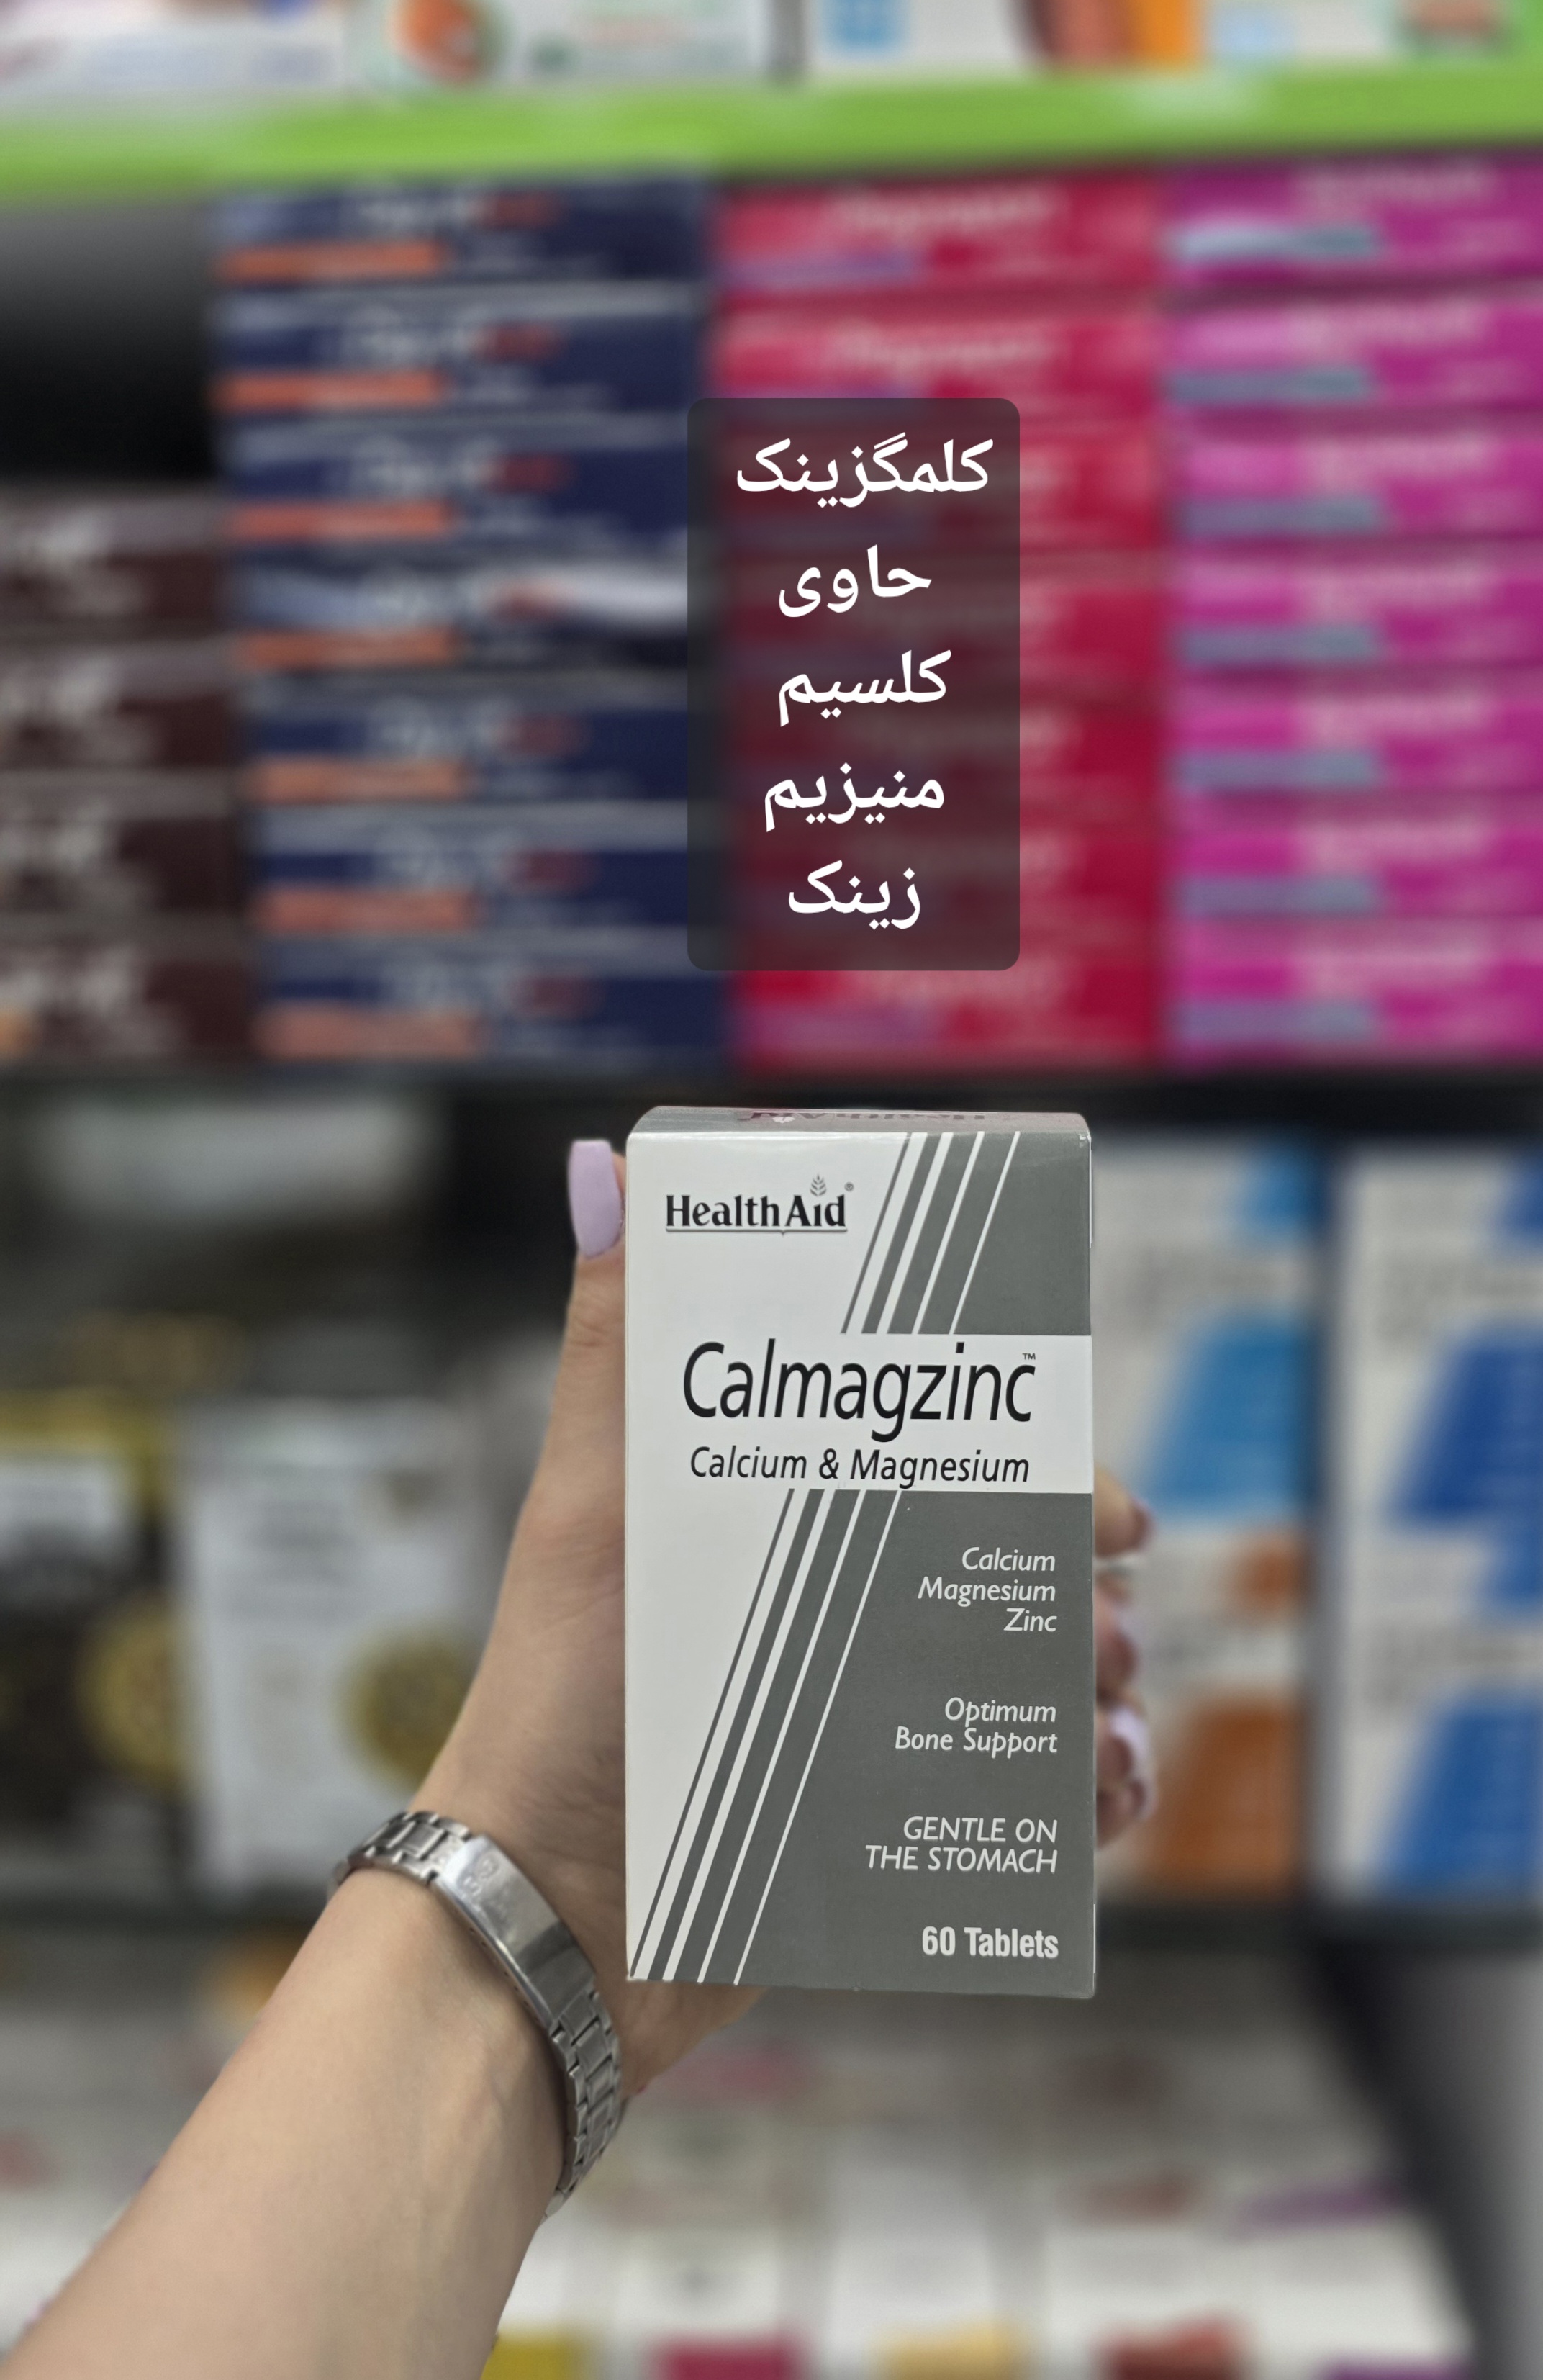 کلمگزینک
حاوی
کلسیم
منیزیم
زینک
HealthAid®
Calmagzinc™
Calcium & Magnesium
Calcium
Magnesium
Zinc
Optimum
Bone Support
GENTLE ON
THE STOMACH
60 Tablets